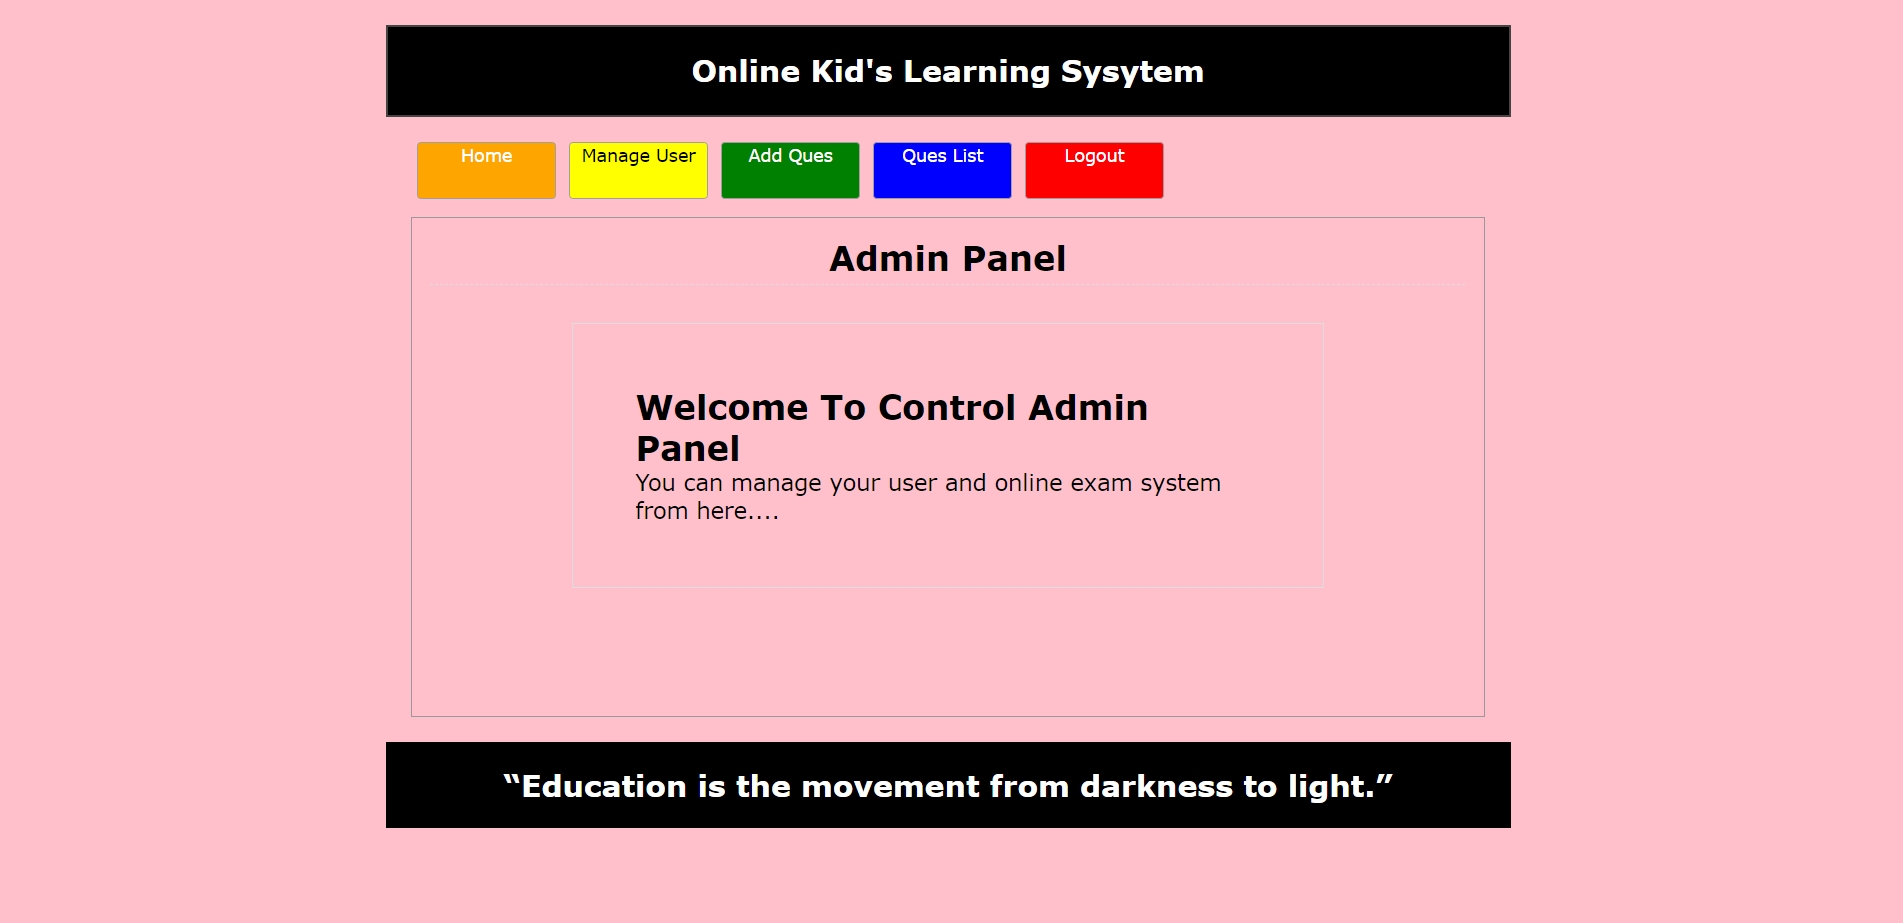 Online Kid's Learning Sysytem
Home Manage User Add Ques Ques List Logout
Admin Panel
Welcome To Control Admin
Panel
You can manage your user and online exam system
from here....
“Education is the movement from darkness to light.”